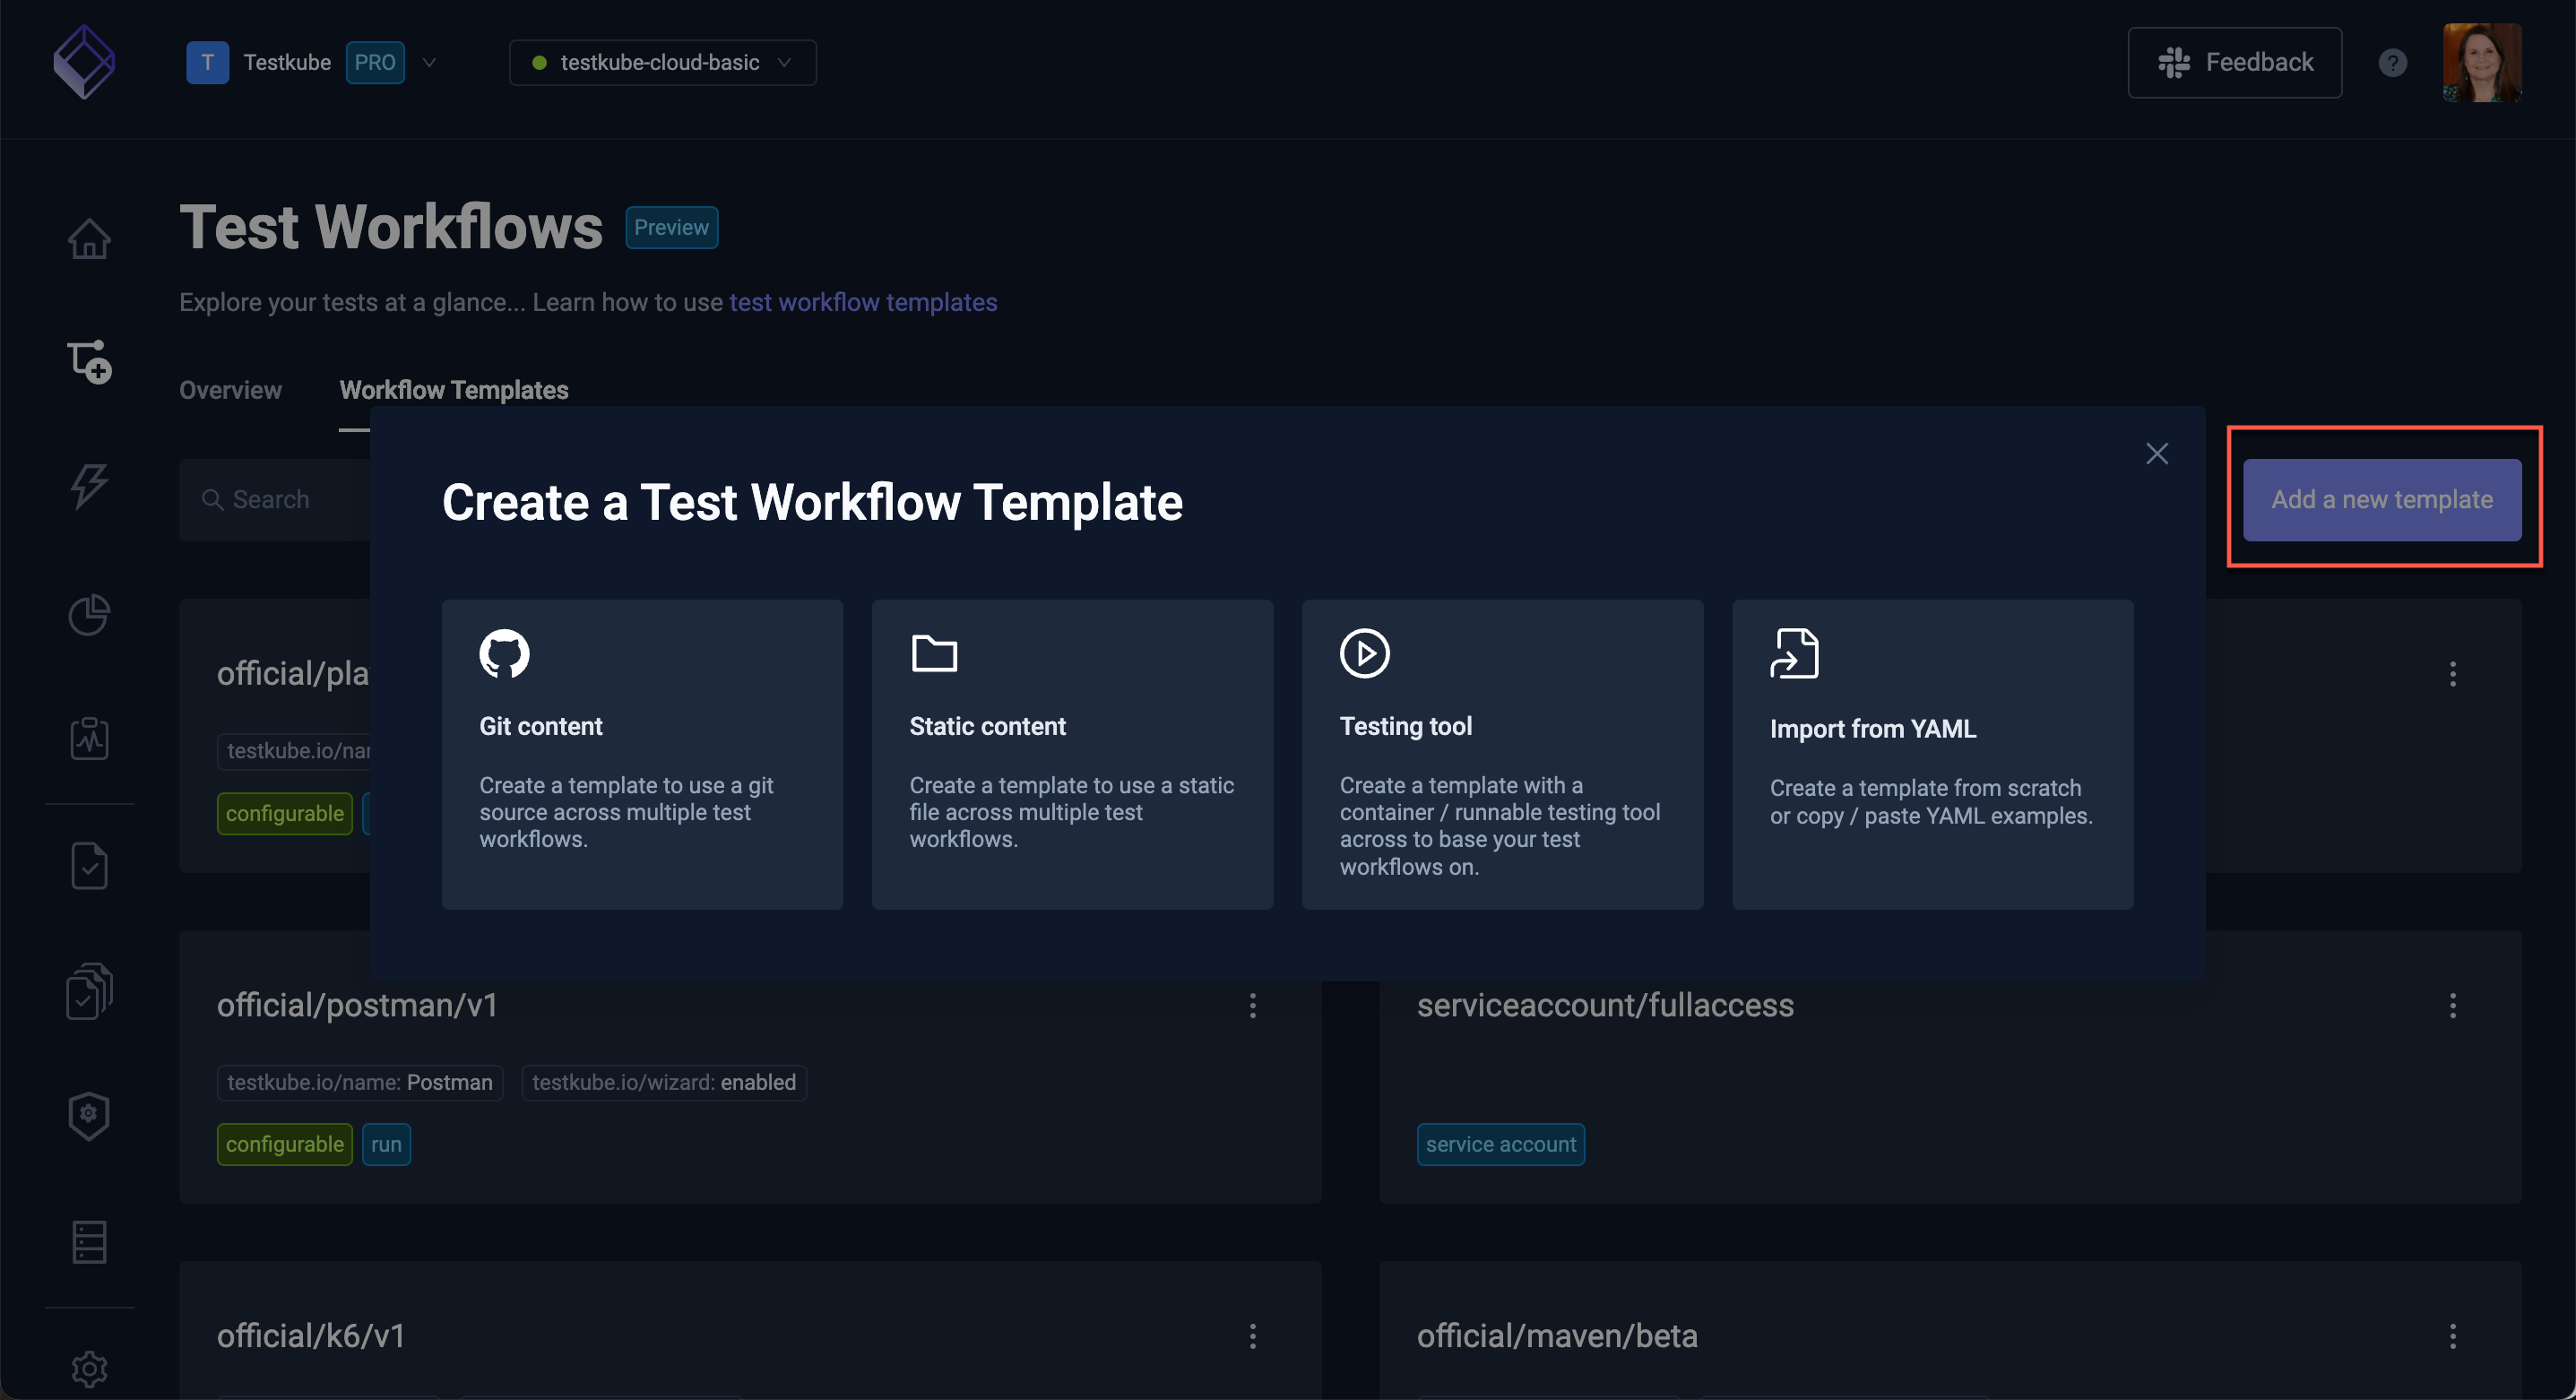 T Testkube PRO testkube-cloud-basic Feedback ?
Test Workflows Preview
Explore your tests at a glance... Learn how to use test workflow templates
Overview Workflow Templates
Search
Add a new template
Create a Test Workflow Template
Git content
Create a template to use a git
source across multiple test
workflows.
Static content
Create a template to use a static
file across multiple test
workflows.
Testing tool
Create a template with a
container / runnable testing tool
across to base your test
workflows on.
Import from YAML
Create a template from scratch
or copy / paste YAML examples.
official/pla
testkube.io/nar
configurable
official/postman/v1
testkube.io/name: Postman testkube.io/wizard: enabled
configurable run
serviceaccount/fullaccess
service account
official/k6/v1
official/maven/beta